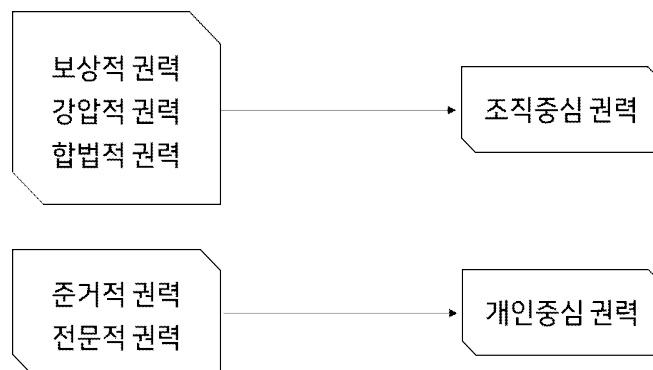 보상적 권력
강압적 권력
합법적 권력
조직중심 권력
준거적 권력
전문적 권력
개인중심 권력